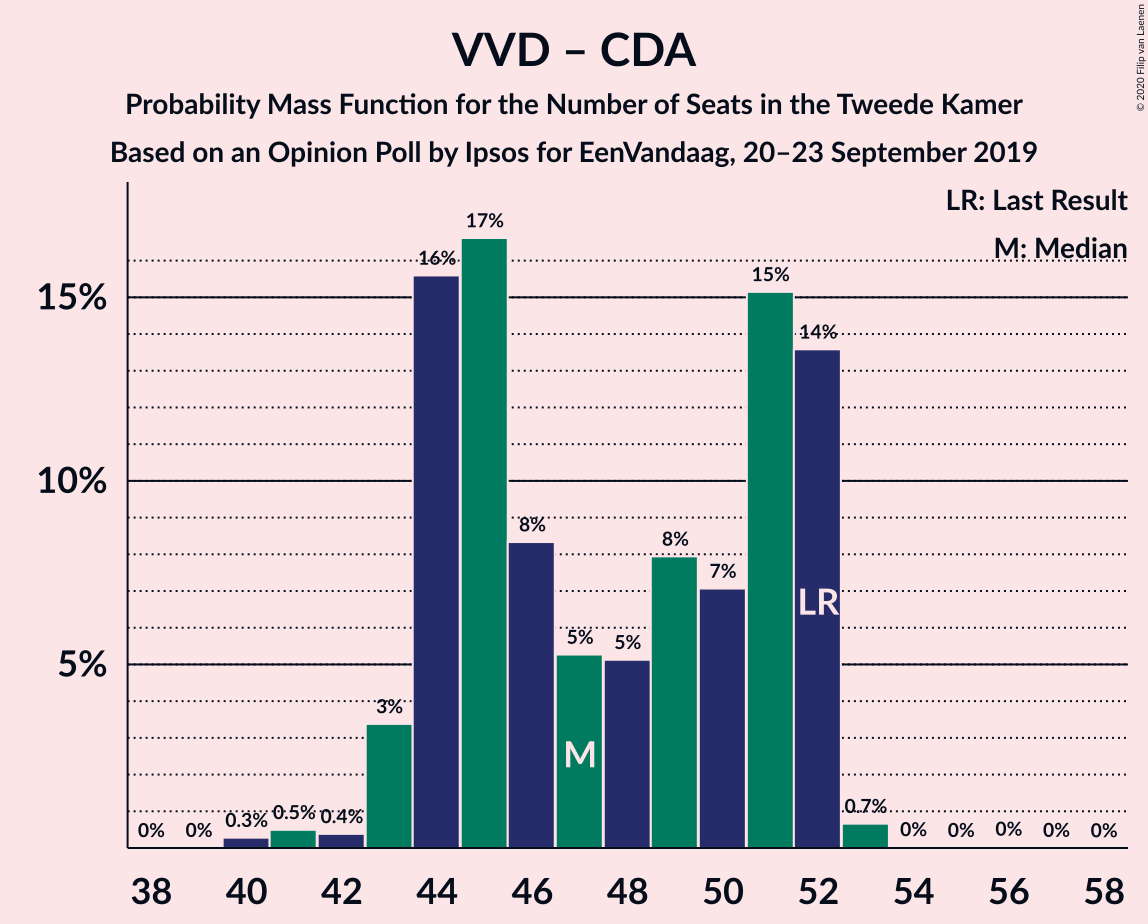 VVD – CDA
Probability Mass Function for the Number of Seats in the Tweede Kamer
Based on an Opinion Poll by Ipsos for EenVandaag, 20–23 September 2019
© 2020 Filip van Laenen
LR: Last Result
M: Median
15%
10%
5%
0%
0%
0.3%
0.5%
0.4%
3%
16%
17%
8%
5%
5%
8%
7%
15%
14%
0.7%
0%
0%
0%
0%
0%
M
LR
38 40 42 44 46 48 50 52 54 56 58